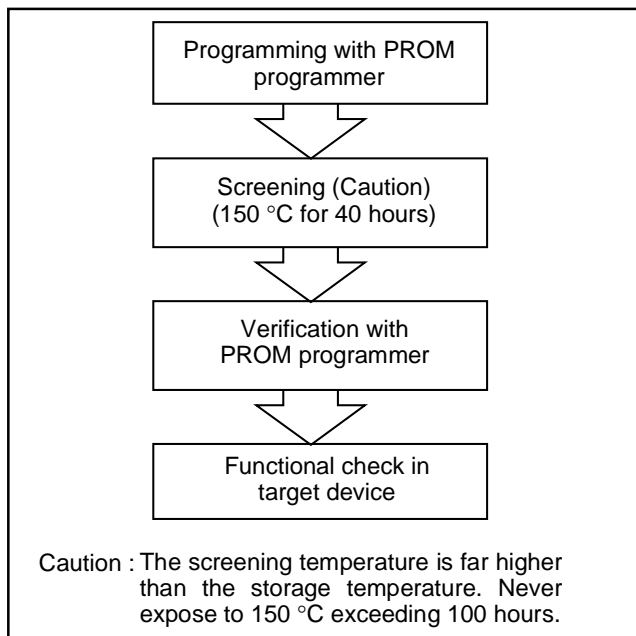 Programming with PROM
programmer
Screening (Caution)
(150 °C for 40 hours)
Verification with
PROM programmer
Functional check in
target device
Caution : The screening temperature is far higher
than the storage temperature. Never
expose to 150 °C exceeding 100 hours.